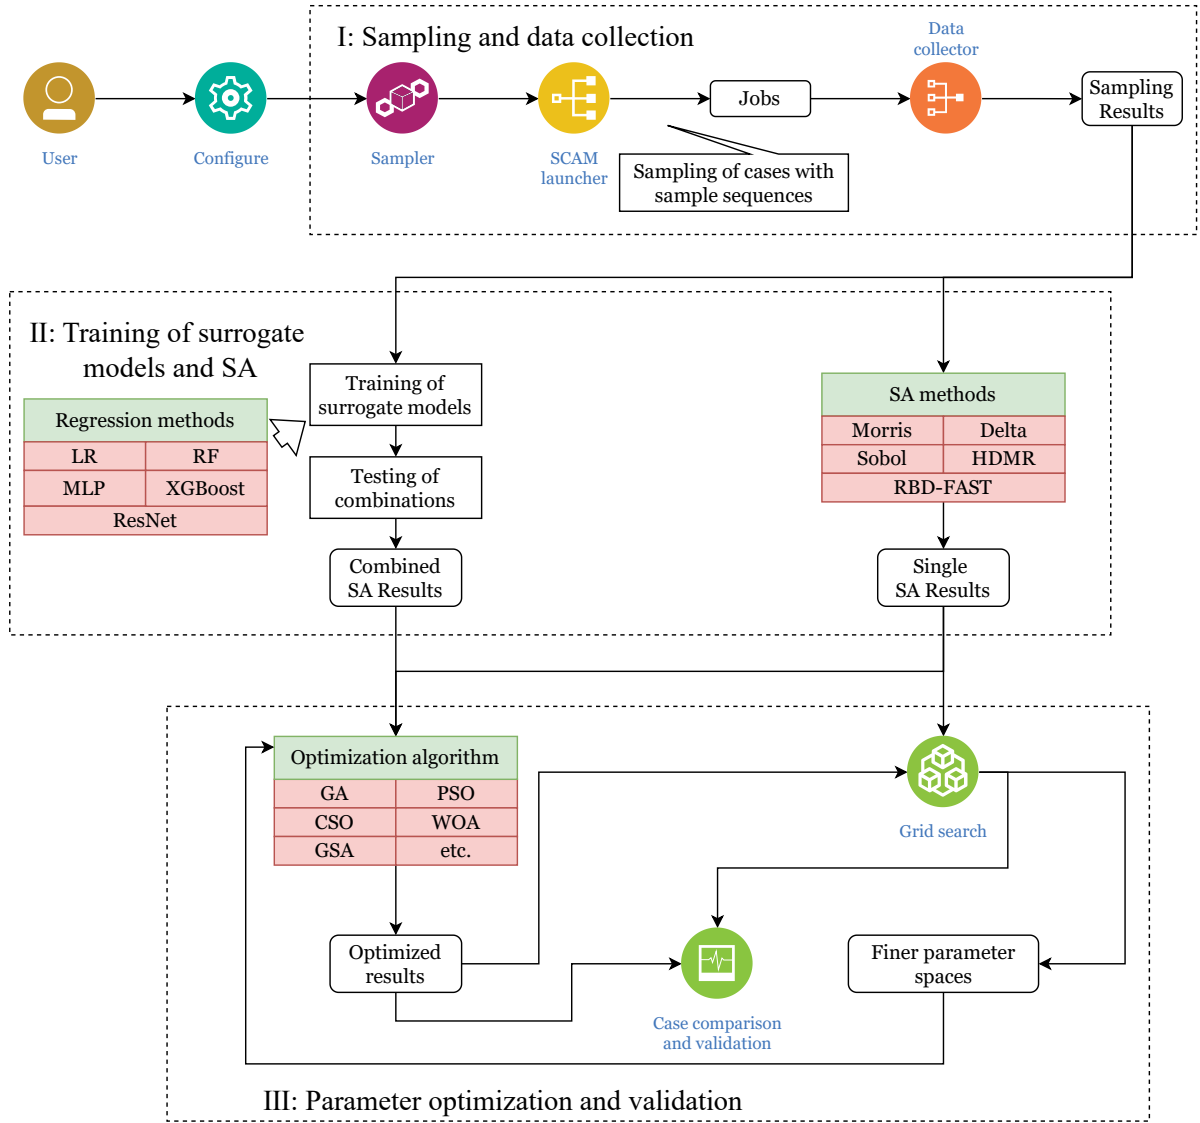 I: Sampling and data collection
Data
collector
User
Configure
Sampler
SCAM
launcher
Jobs
Sampling
Results
Sampling of cases with
sample sequences
II: Training of surrogate
models and SA
Regression methods
LR
RF
MLP
XGBoost
ResNet
Training of
surrogate models
Testing of
combinations
Combined
SA Results
SA methods
Morris
Delta
Sobol
HDMR
RBD-FAST
Single
SA Results
Optimization algorithm
GA
PSO
CSO
WOA
GSA
etc.
Grid search
Optimized
results
Case comparison
and validation
Finer parameter
spaces
III: Parameter optimization and validation